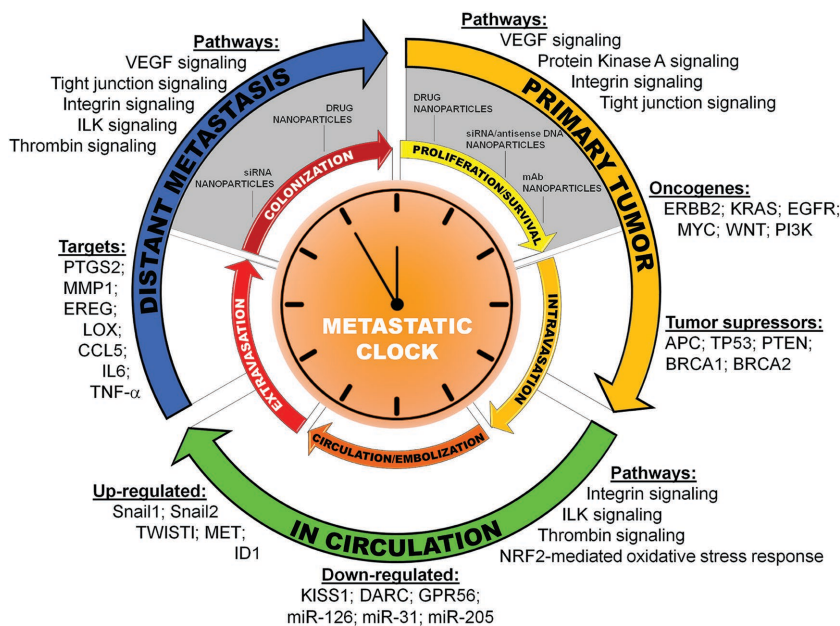 Pathways:
VEGF signaling
Tight junction signaling
Integrin signaling
ILK signaling
Thrombin signaling
Pathways:
VEGF signaling
Protein Kinase A signaling
Integrin signaling
Tight junction signaling
DISTANT METASTASIS
PRIMARY TUMOR
IN CIRCULATION
DRUG
NANOPARTICLES
siRNA
NANOPARTICLES
DRUG
NANOPARTICLES
siRNA/antisense DNA
NANOPARTICLES
mAb
NANOPARTICLES
COLONIZATION
PROLIFERATION/SURVIVAL
INTRAVASATION
CIRCULATION/EMBOLIZATION
EXTRAVASATION
METASTATIC
CLOCK
Oncogenes:
ERBB2; KRAS; EGFR;
MYC; WNT; PI3K
Tumor supressors:
APC; TP53; PTEN;
BRCA1; BRCA2
Targets:
PTGS2;
MMP1;
EREG;
LOX;
CCL5;
IL6;
TNF-α
Up-regulated:
Snail1; Snail2
TWISTI; MET;
ID1
Down-regulated:
KISS1; DARC; GPR56;
miR-126; miR-31; miR-205
Pathways:
Integrin signaling
ILK signaling
Thrombin signaling
NRF2-mediated oxidative stress response